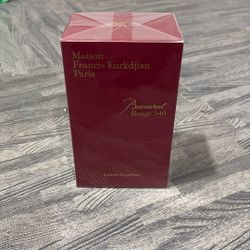 Maison
Francis Kurkdjian
Paris
Baccarat
Rouge 540
Extrait de parfum